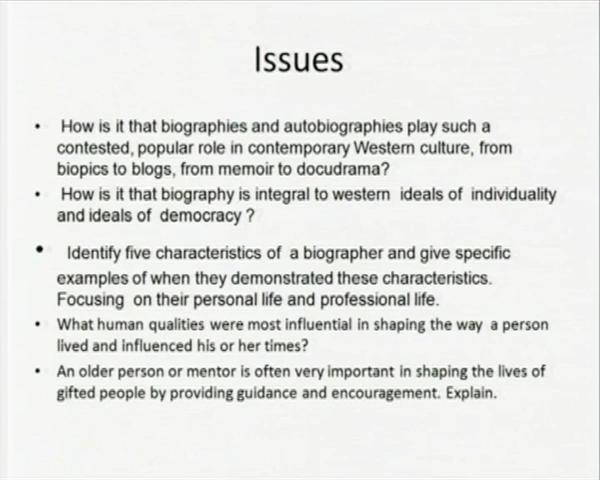 Issues
• How is it that biographies and autobiographies play such a
contested, popular role in contemporary Western culture, from
biopics to blogs, from memoir to docudrama?
• How is it that biography is integral to western ideals of individuality
and ideals of democracy ?
• Identify five characteristics of a biographer and give specific
examples of when they demonstrated these characteristics.
Focusing on their personal life and professional life.
• What human qualities were most influential in shaping the way a person
lived and influenced his or her times?
• An older person or mentor is often very important in shaping the lives of
gifted people by providing guidance and encouragement. Explain.